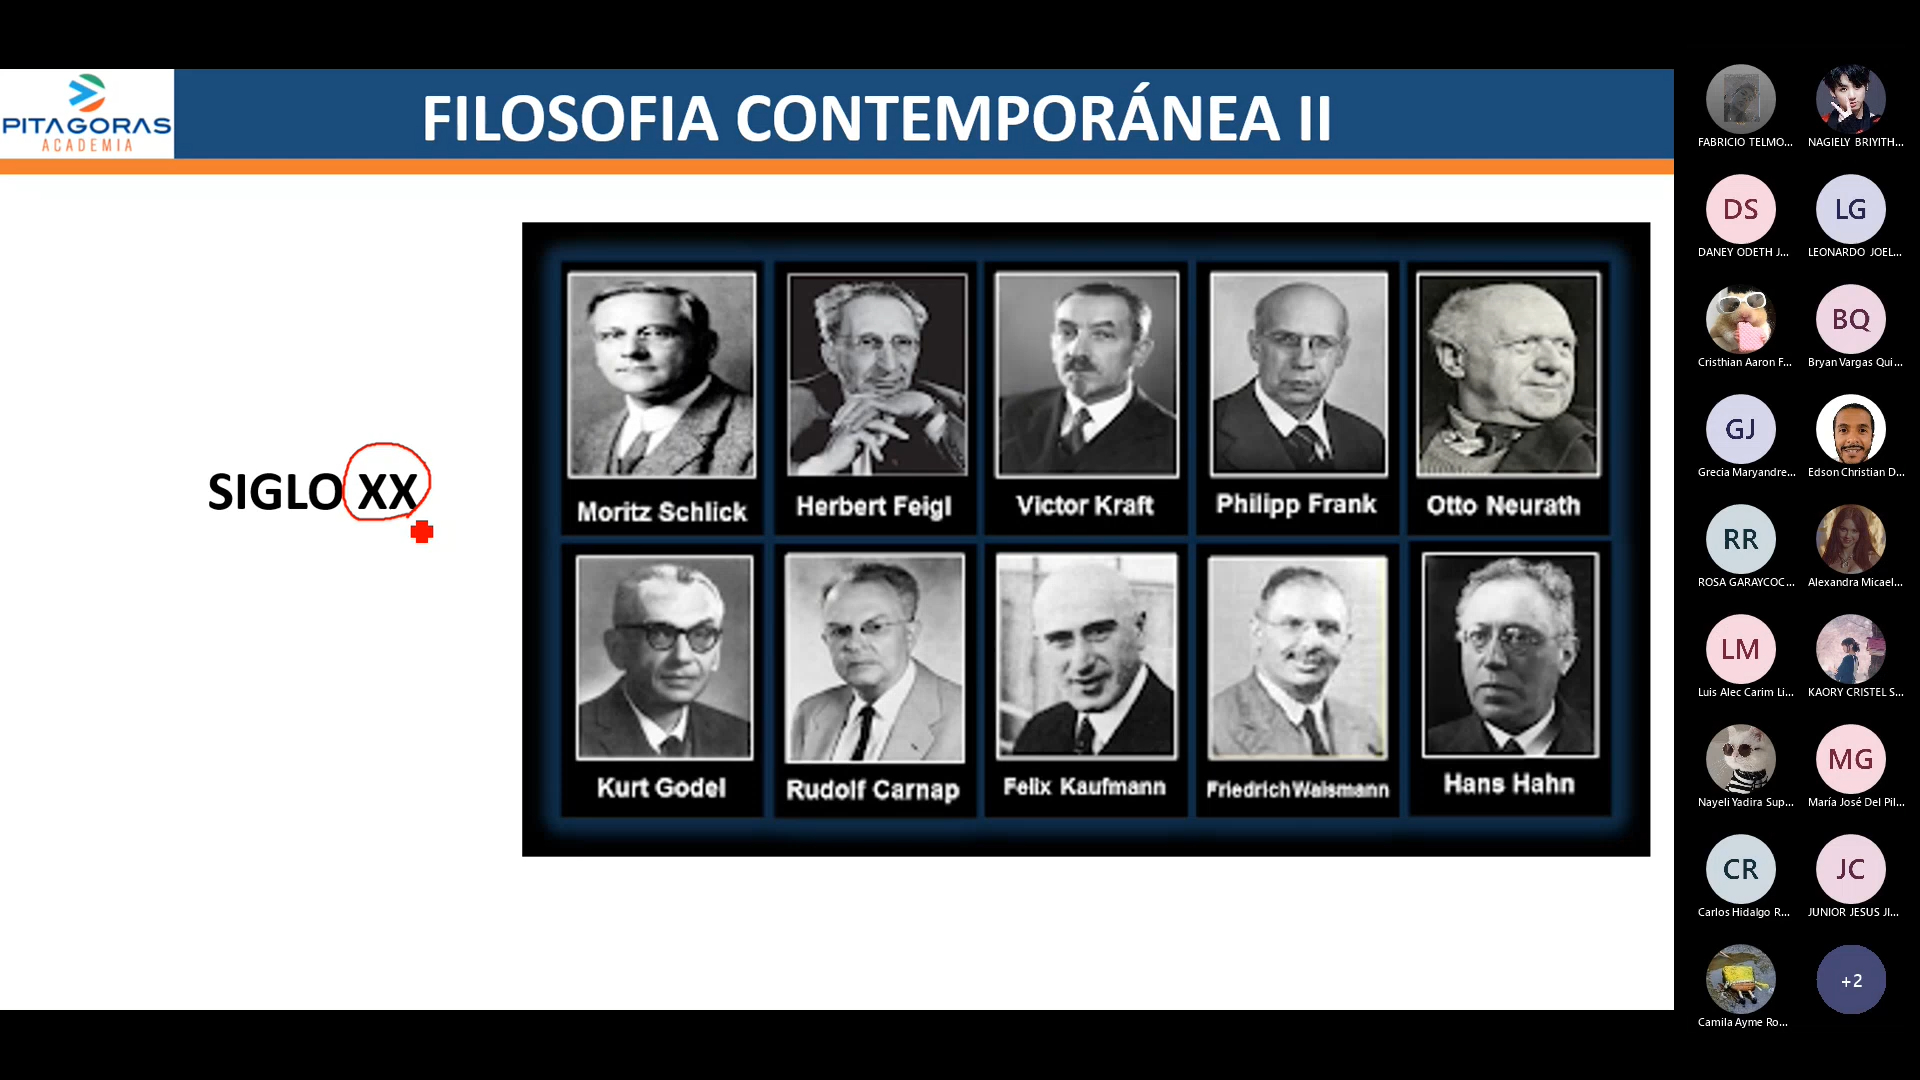 PITAGORAS
ACADEMIA
FILOSOFIA CONTEMPORÁNEA II
SIGLO XX
Moritz Schlick
Herbert Feigl
Victor Kraft
Philipp Frank
Otto Neurath
Kurt Godel
Rudolf Carnap
Felix Kaufmann
Friedrich Waismann
Hans Hahn
FABRICIO TELMO...
NAGIELY BRIYITH...
DS
LG
DANEY ODETH J...
LEONARDO JOEL...
BQ
Cristhian Aaron F...
Bryan Vargas Qui...
GJ
Grecia Maryandre...
Edson Christian D...
RR
ROSA GARAYCOC...
Alexandra Micael...
LM
Luis Alec Carim Li...
KAORY CRISTEL S...
MG
Nayeli Yadira Sup...
María José Del Pil...
CR
JC
Carlos Hidalgo R...
JUNIOR JESUS JI...
+2
Camila Ayme Ro...